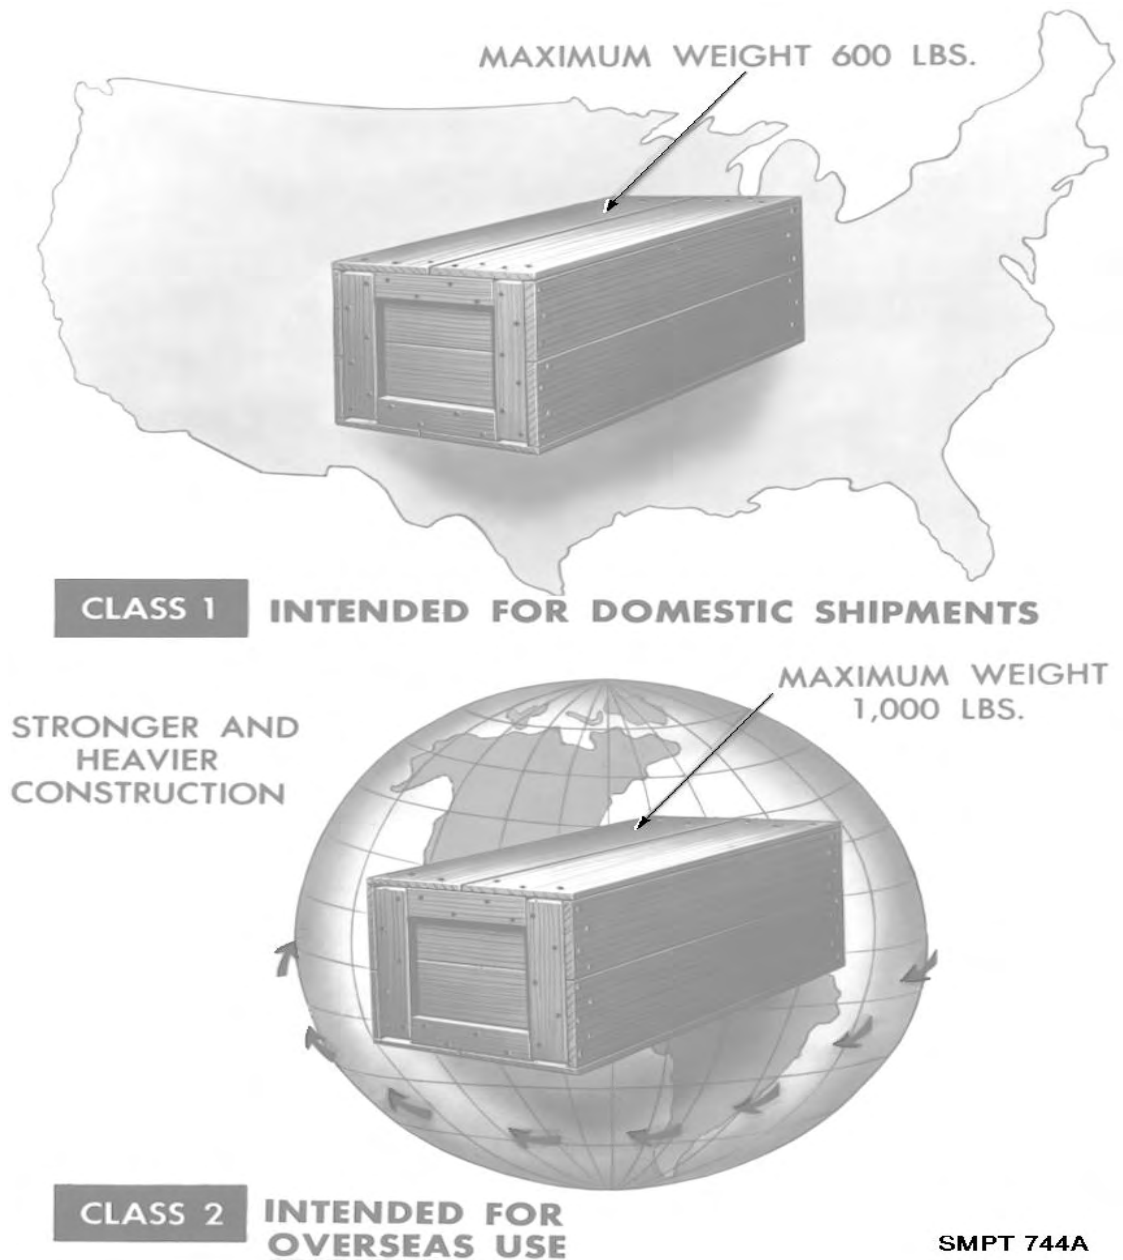 MAXIMUM WEIGHT 600 LBS.
CLASS 1 INTENDED FOR DOMESTIC SHIPMENTS
MAXIMUM WEIGHT
1,000 LBS.
STRONGER AND
HEAVIER
CONSTRUCTION
CLASS 2 INTENDED FOR
OVERSEAS USE
SMPT 744A